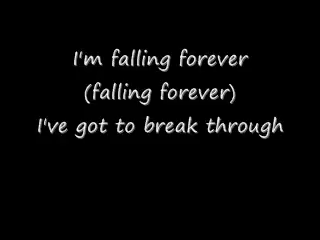 I'm falling forever
(falling forever)
I've got to break through